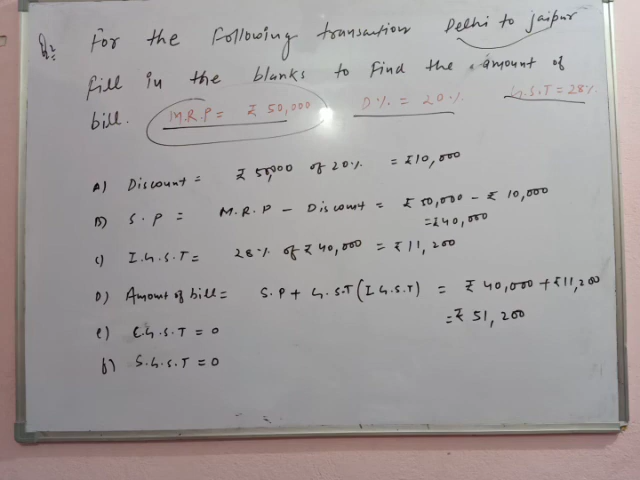 Q2 For the following transaction Delhi to jaipur
fill in the blanks to find the amount of
bill. M.R.P = ₹ 50,000 D% = 20% G.S.T = 28%
A) Discount = ₹ 50,000 of 20% = ₹10,000
B) S.P = M.R.P - Discount = ₹ 50,000 - ₹ 10,000
= ₹40,000
c) I.G.S.T = 28% of ₹ 40,000 = ₹ 11,200
D) Amount of bill = S.P + G.S.T (I.G.S.T) = ₹ 40,000 + ₹11,200
= ₹ 51,200
e) C.G.S.T = 0
f) S.G.S.T = 0